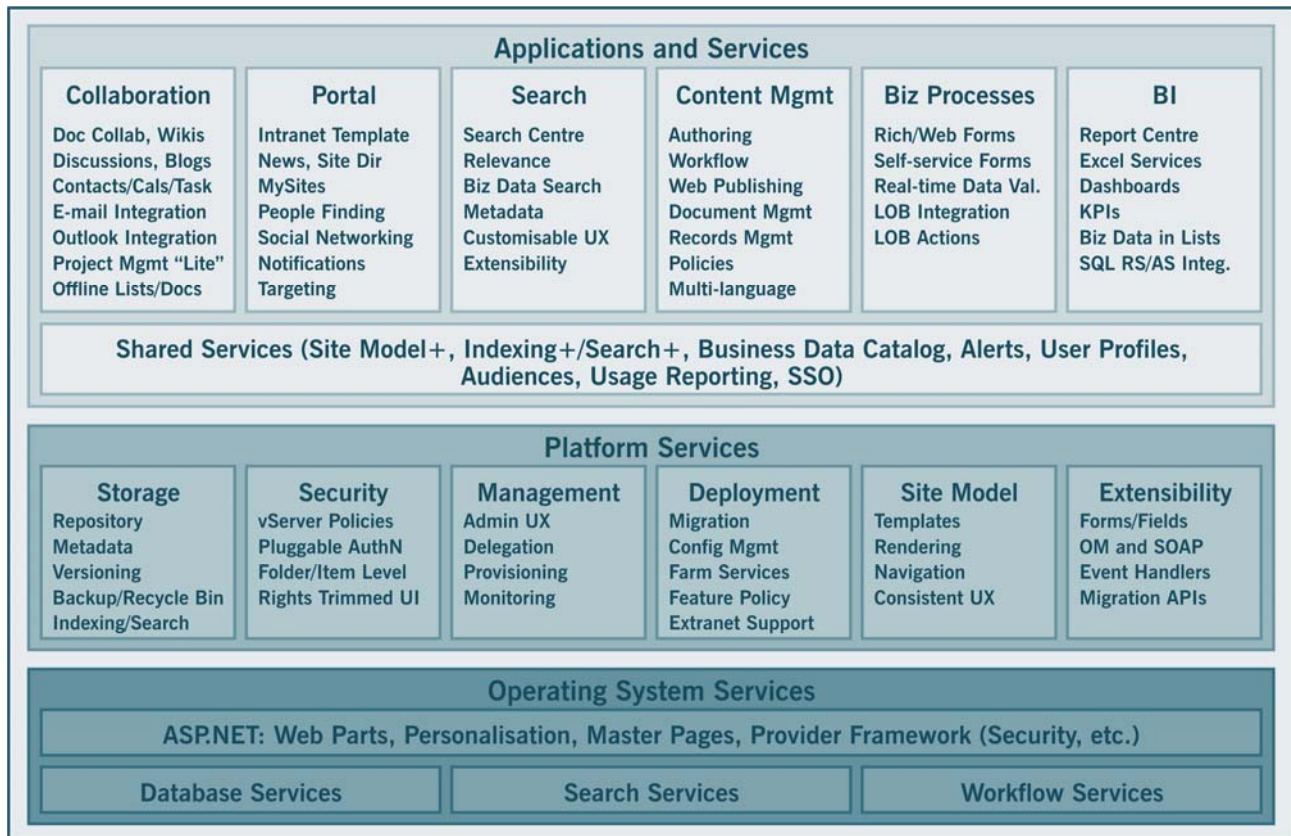 Applications and Services
Collaboration
Doc Collab, Wikis
Discussions, Blogs
Contacts/Cals/Task
E-mail Integration
Outlook Integration
Project Mgmt “Lite”
Offline Lists/Docs
Portal
Intranet Template
News, Site Dir
MySites
People Finding
Social Networking
Notifications
Targeting
Search
Search Centre
Relevance
Biz Data Search
Metadata
Customisable UX
Extensibility
Content Mgmt
Authoring
Workflow
Web Publishing
Document Mgmt
Records Mgmt
Policies
Multi-language
Biz Processes
Rich/Web Forms
Self-service Forms
Real-time Data Val.
LOB Integration
LOB Actions
BI
Report Centre
Excel Services
Dashboards
KPIs
Biz Data in Lists
SQL RS/AS Integ.
Shared Services (Site Model+, Indexing+/Search+, Business Data Catalog, Alerts, User Profiles,
Audiences, Usage Reporting, SSO)
Platform Services
Storage
Repository
Metadata
Versioning
Backup/Recycle Bin
Indexing/Search
Security
vServer Policies
Pluggable AuthN
Folder/Item Level
Rights Trimmed UI
Management
Admin UX
Delegation
Provisioning
Monitoring
Deployment
Migration
Config Mgmt
Farm Services
Feature Policy
Extranet Support
Site Model
Templates
Rendering
Navigation
Consistent UX
Extensibility
Forms/Fields
OM and SOAP
Event Handlers
Migration APIs
Operating System Services
ASP.NET: Web Parts, Personalisation, Master Pages, Provider Framework (Security, etc.)
Database Services
Search Services
Workflow Services